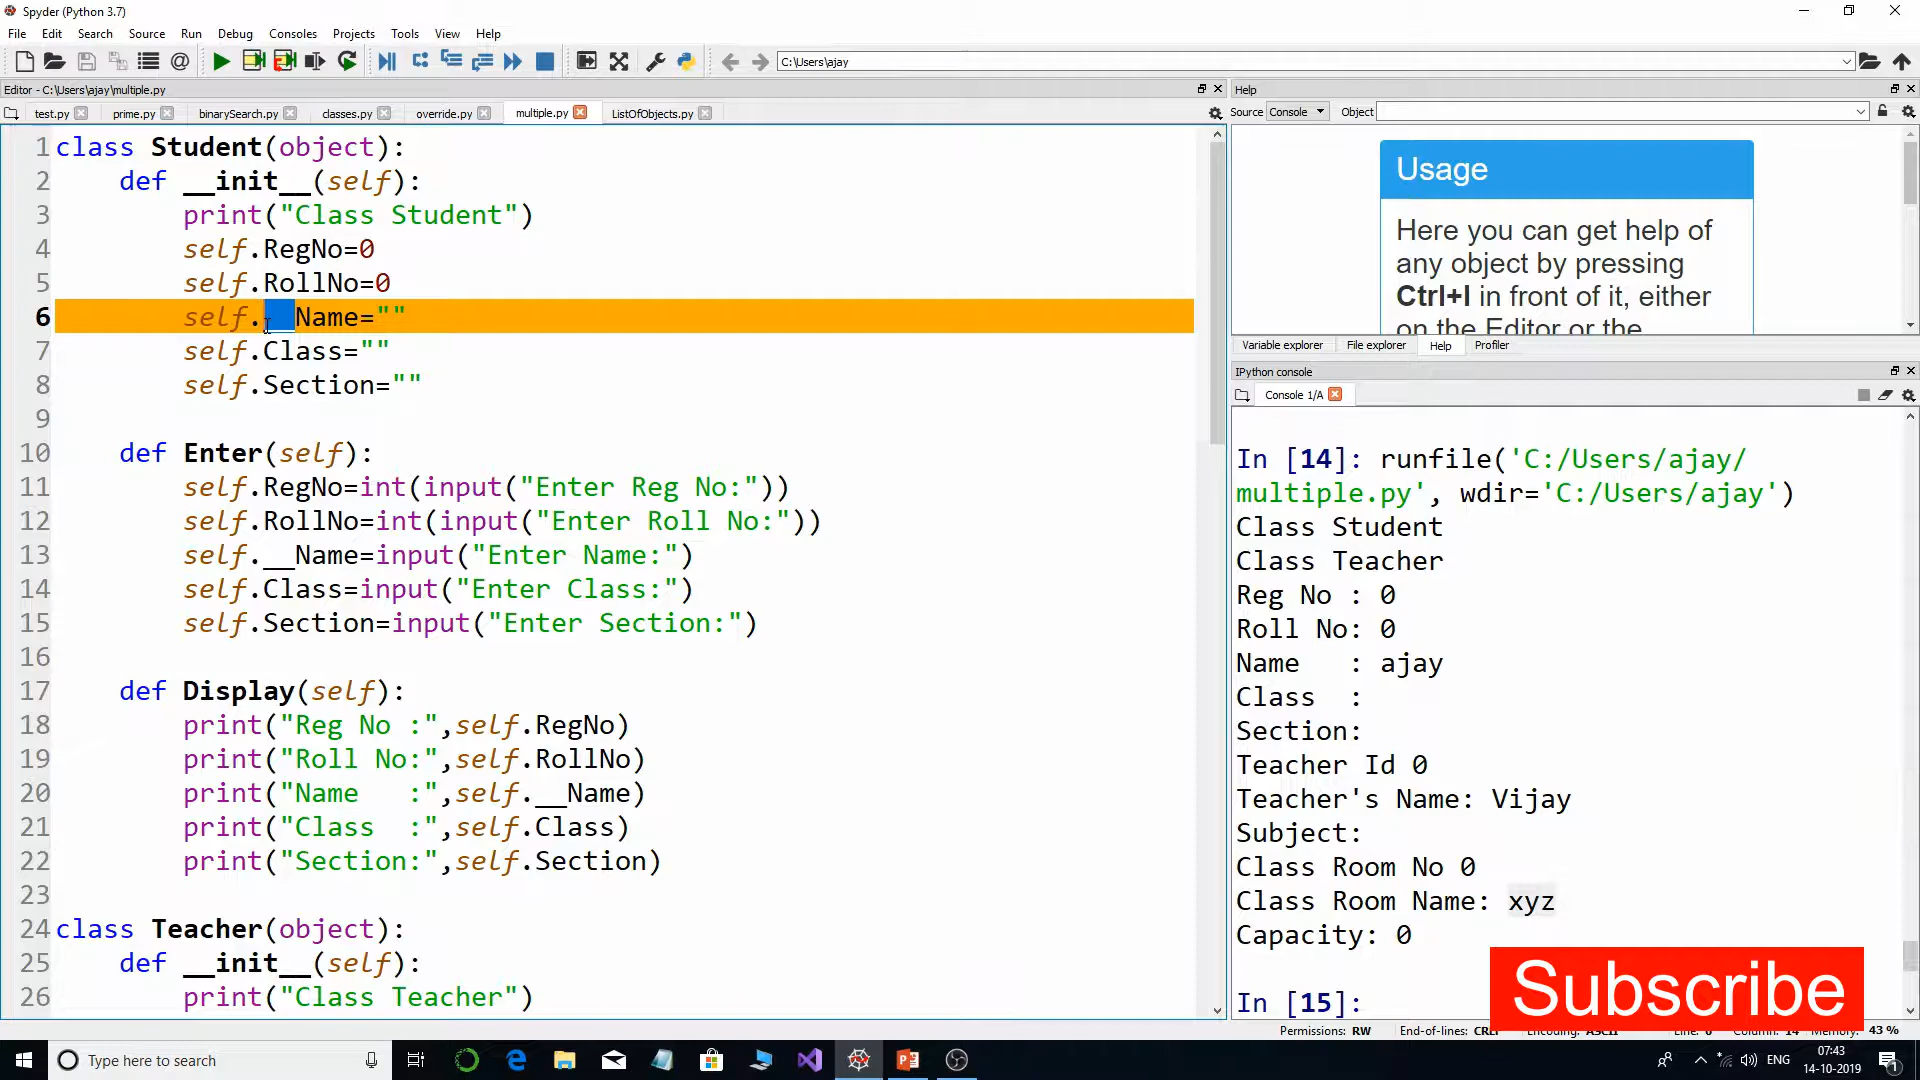 Spyder (Python 3.7)
File Edit Search Source Run Debug Consoles Projects Tools View Help
C:\Users\ajay
Editor - C:\Users\ajay\multiple.py
test.py prime.py binarySearch.py classes.py override.py multiple.py ListOfObjects.py
1 class Student(object):
2 def __init__(self):
3 print("Class Student")
4 self.RegNo=0
5 self.RollNo=0
6 self.__Name=""
7 self.Class=""
8 self.Section=""
9
10 def Enter(self):
11 self.RegNo=int(input("Enter Reg No:"))
12 self.RollNo=int(input("Enter Roll No:"))
13 self.__Name=input("Enter Name:")
14 self.Class=input("Enter Class:")
15 self.Section=input("Enter Section:")
16
17 def Display(self):
18 print("Reg No :",self.RegNo)
19 print("Roll No:",self.RollNo)
20 print("Name   :",self.__Name)
21 print("Class  :",self.Class)
22 print("Section:",self.Section)
23
24 class Teacher(object):
25 def __init__(self):
26 print("Class Teacher")
Help
Source Console Object
Usage
Here you can get help of
any object by pressing
Ctrl+I in front of it, either
on the Editor or the
Variable explorer File explorer Help Profiler
IPython console
Console 1/A
In [14]: runfile('C:/Users/ajay/
multiple.py', wdir='C:/Users/ajay')
Class Student
Class Teacher
Reg No : 0
Roll No: 0
Name   : ajay
Class  :
Section:
Teacher Id 0
Teacher's Name: Vijay
Subject:
Class Room No 0
Class Room Name: xyz
Capacity: 0
In [15]:
Subscribe
Permissions: RW End-of-lines: 43 %
Type here to search
ENG
07:43
14-10-2019
1